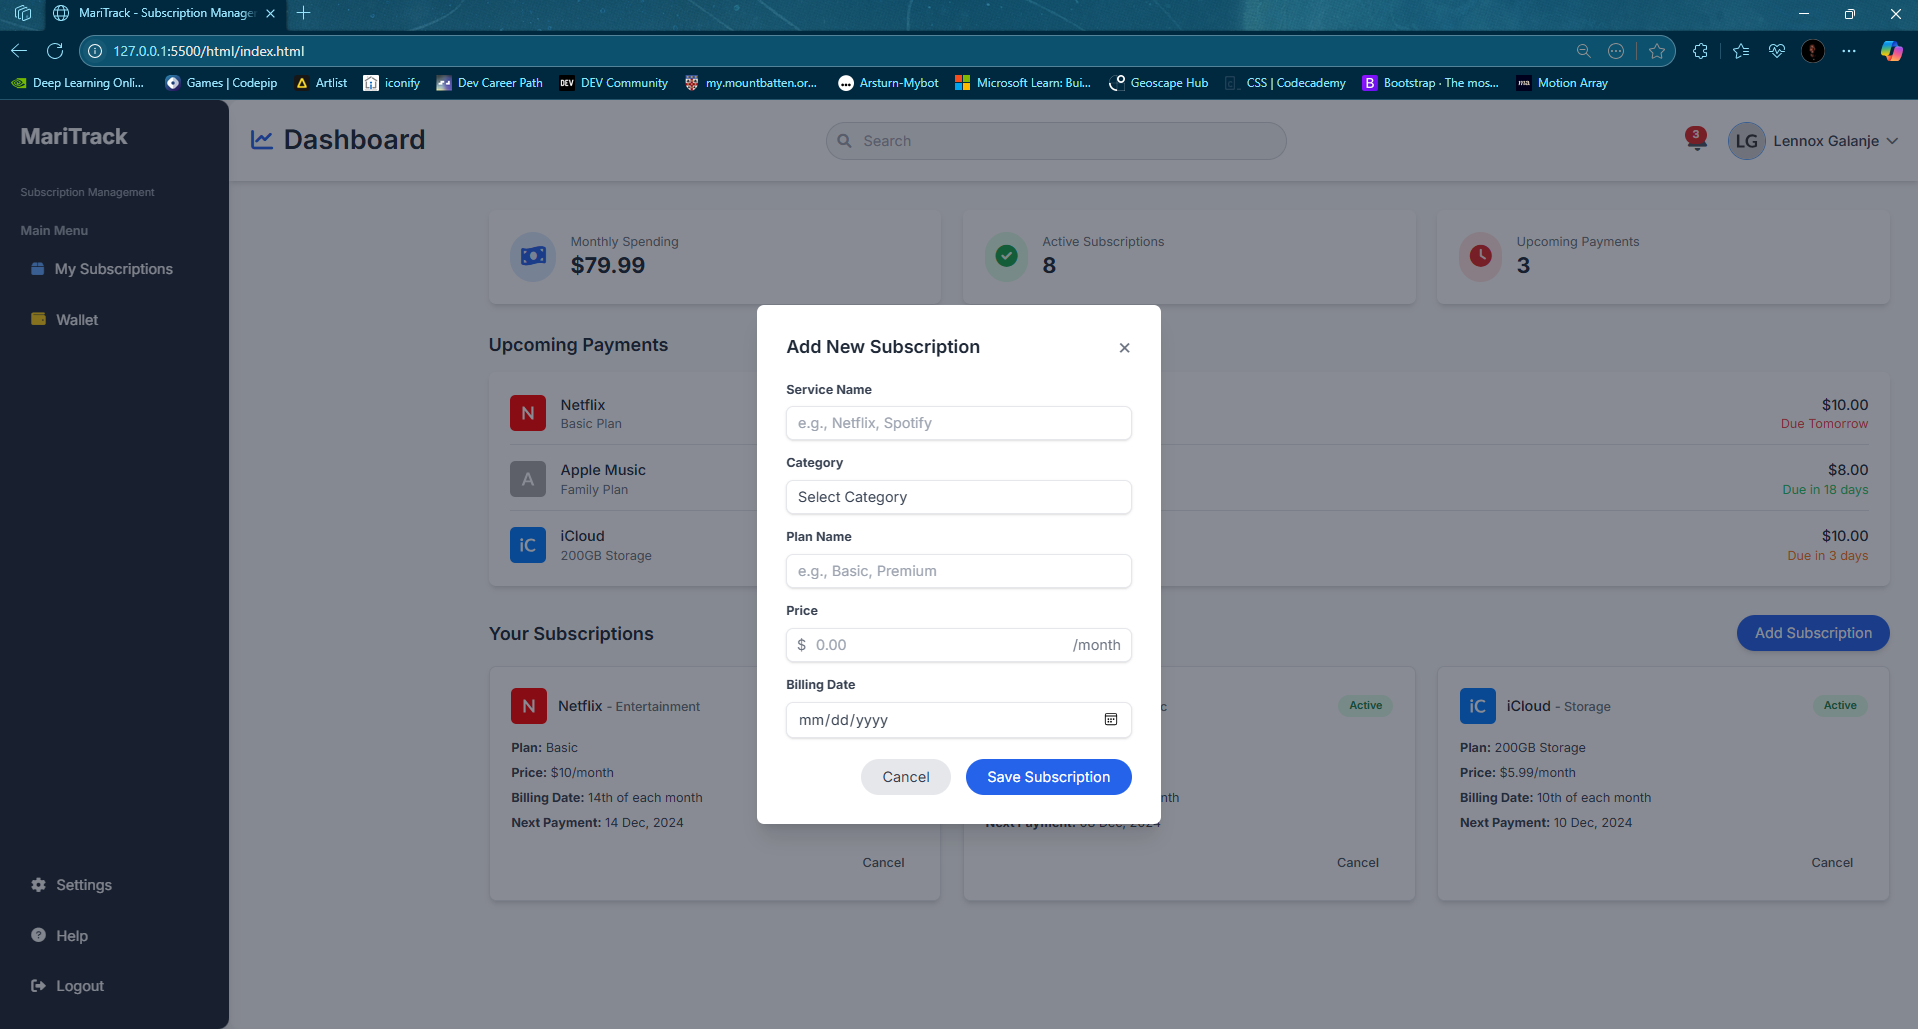 MariTrack - Subscription Manage
127.0.0.1:5500/html/index.html
Deep Learning Onli... Games | Codepip Artlist iconify Dev Career Path DEV DEV Community my.mountbatten.or... Arsturn-Mybot Microsoft Learn: Bui... Geoscape Hub CSS | Codecademy B Bootstrap · The mos... ma Motion Array
MariTrack
Subscription Management
Main Menu
My Subscriptions
Wallet
Settings
Help
Logout
Dashboard
Search
3
LG Lennox Galanje
Monthly Spending
$79.99
Active Subscriptions
8
Upcoming Payments
3
Upcoming Payments
N Netflix $10.00
Basic Plan Due Tomorrow
A Apple Music $8.00
Family Plan Due in 18 days
iC iCloud $10.00
200GB Storage Due in 3 days
Your Subscriptions
Add Subscription
N Netflix - Entertainment
Plan: Basic
Price: $10/month
Billing Date: 14th of each month
Next Payment: 14 Dec, 2024
Cancel
Active
Cancel
iC iCloud - Storage Active
Plan: 200GB Storage
Price: $5.99/month
Billing Date: 10th of each month
Next Payment: 10 Dec, 2024
Cancel
Add New Subscription
Service Name
e.g., Netflix, Spotify
Category
Select Category
Plan Name
e.g., Basic, Premium
Price
$ 0.00 /month
Billing Date
mm/dd/yyyy
Cancel Save Subscription